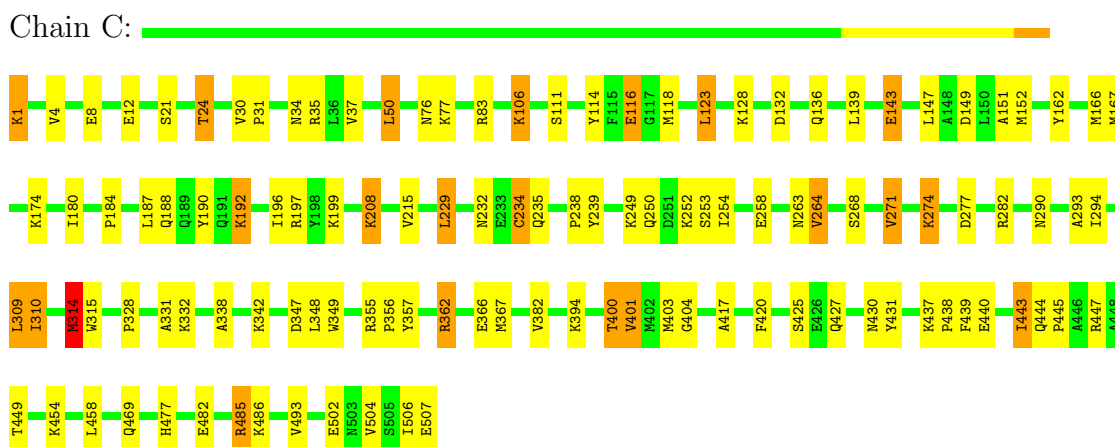 Chain C:
K1 V4 E8 E12 S21 T24 V30 P31 N34 R35 L36 V37 L50 N76 K77 R83 K106 S111 Y114 F115 E116 G117 M118 L123 K128 D132 Q136 L139 E143 L147 A148 D149 L150 A151 M152 Y162 M166 M167
K174 I180 P184 L187 Q188 Q189 Y190 Q191 K192 I196 R197 Y198 K199 K208 V215 L229 N232 E233 C234 Q235 P238 Y239 K249 Q250 D251 K252 S253 I254 E258 N263 V264 S268 V271 K274 D277 R282 N290 A293 I294
L309 I310 M314 W315 P328 A331 K332 A338 K342 D347 L348 W349 R355 P356 Y357 R362 E366 M367 V382 K394 T400 V401 M402 M403 G404 A417 F420 S425 E426 Q427 N430 Y431 K437 P438 F439 E440 I443 Q444 P445 A446 R447 A448
T449 K454 L458 Q469 H477 E482 R485 K486 V493 E502 N503 V504 S505 I506 E507